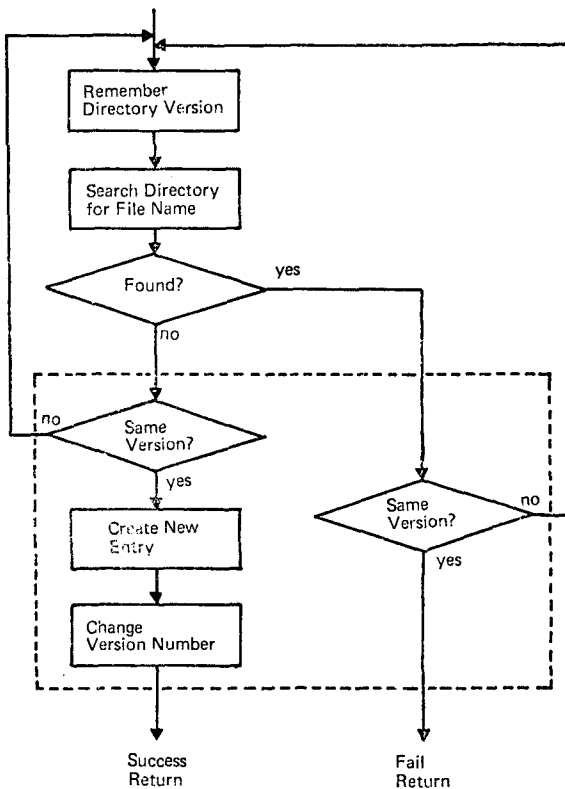 Remember
Directory Version
Search Directory
for File Name
Found?
yes
no
no
Same
Version?
yes
Create New
Entry
Change
Version Number
Same
Version?
no
yes
Success
Return
Fail
Return